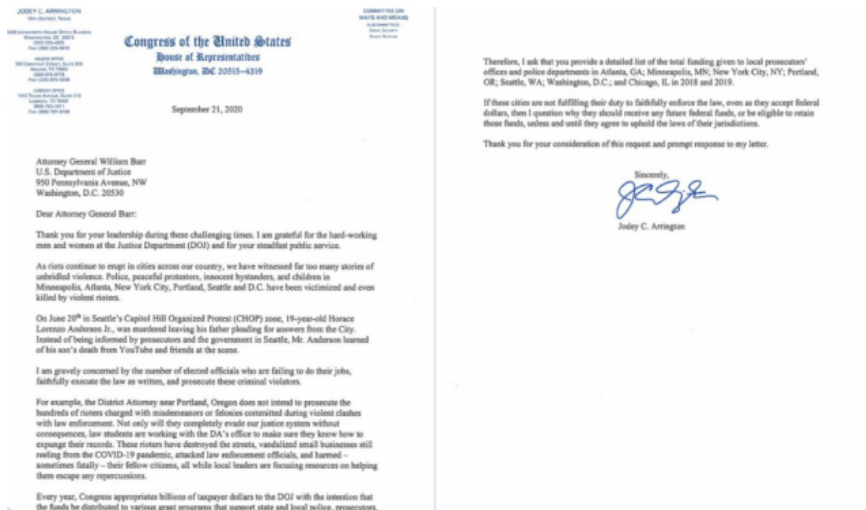 JODEY C. ARRINGTON
19TH DISTRICT, TEXAS
COMMITTEE ON
WAYS AND MEANS
Congress of the United States
House of Representatives
Washington, DC 20515–4319
September 21, 2020
Attorney General William Barr
U.S. Department of Justice
950 Pennsylvania Avenue, NW
Washington, D.C. 20530
Dear Attorney General Barr:
Thank you for your leadership during these challenging times. I am grateful for the hard-working
men and women at the Justice Department (DOJ) and for your steadfast public service.
As riots continue to erupt in cities across our country, we have witnessed far too many stories of
unbridled violence. Police, peaceful protestors, innocent bystanders, and children in
Minneapolis, Atlanta, New York City, Portland, Seattle and D.C. have been victimized and even
killed by violent rioters.
On June 20th in Seattle's Capitol Hill Organized Protest (CHOP) zone, 19-year-old Horace
Lorenzo Anderson Jr., was murdered leaving his father pleading for answers from the City.
Instead of being informed by prosecutors and the government in Seattle, Mr. Anderson learned
of his son's death from YouTube and friends at the scene.
I am gravely concerned by the number of elected officials who are failing to do their jobs,
faithfully execute the law as written, and prosecute these criminal violators.
For example, the District Attorney near Portland, Oregon does not intend to prosecute the
hundreds of rioters charged with misdemeanors or felonies committed during violent clashes
with law enforcement. Not only will they completely evade our justice system without
consequences, law students are working with the DA's office to make sure they know how to
expunge their records. These rioters have destroyed the streets, vandalized small businesses still
reeling from the COVID-19 pandemic, attacked law enforcement officials, and harmed –
sometimes fatally – their fellow citizens, all while local leaders are focusing resources on helping
them escape any repercussions.
Every year, Congress appropriates billions of taxpayer dollars to the DOJ with the intention that
the funds be distributed to various grant programs that support state and local police, prosecutors,
Therefore, I ask that you provide a detailed list of the total funding given to local prosecutors'
offices and police departments in Atlanta, GA; Minneapolis, MN; New York City, NY; Portland,
OR; Seattle, WA; Washington, D.C.; and Chicago, IL in 2018 and 2019.
If these cities are not fulfilling their duty to faithfully enforce the law, even as they accept federal
dollars, then I question why they should receive any future federal funds, or be eligible to retain
those funds, unless and until they agree to uphold the laws of their jurisdictions.
Thank you for your consideration of this request and prompt response to my letter.
Sincerely,
Jodey C. Arrington